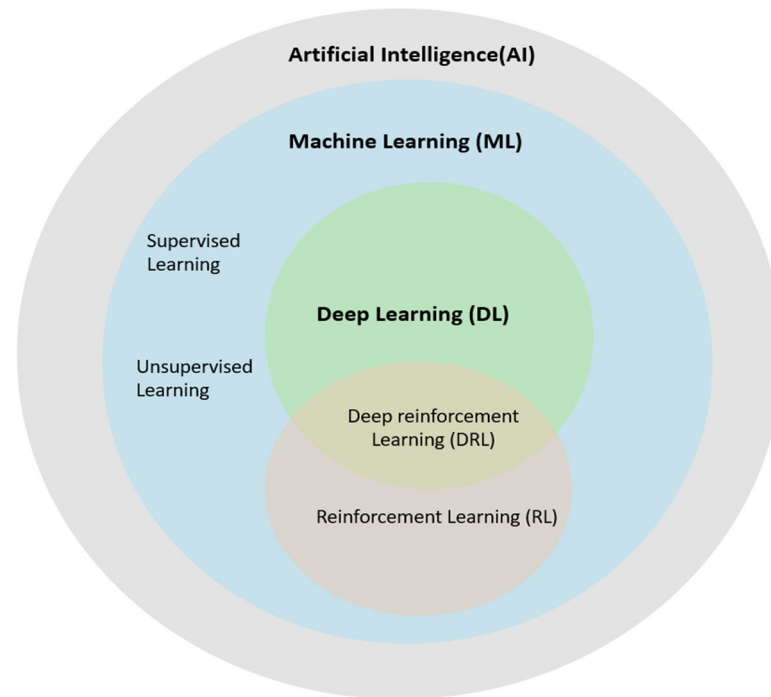 Artificial Intelligence(AI)
Machine Learning (ML)
Supervised
Learning
Deep Learning (DL)
Unsupervised
Learning
Deep reinforcement
Learning (DRL)
Reinforcement Learning (RL)